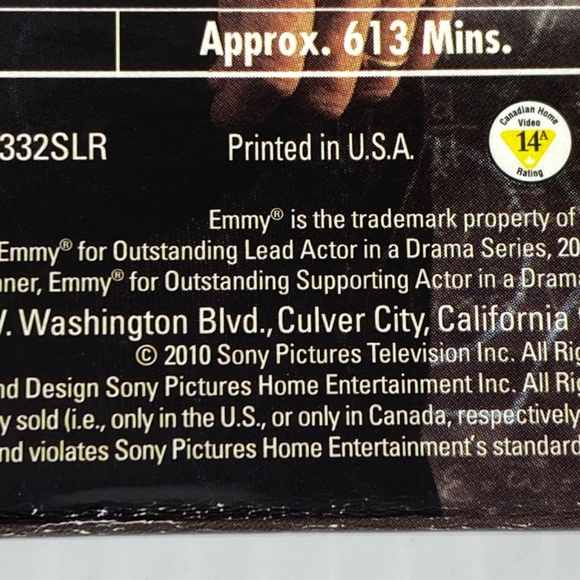 Approx. 613 Mins.
332SLR
Printed in U.S.A.
Canadian Home
Video
14A
Rating
Emmy® is the trademark property of
Emmy® for Outstanding Lead Actor in a Drama Series, 20
nner, Emmy® for Outstanding Supporting Actor in a Drama
. Washington Blvd., Culver City, California
© 2010 Sony Pictures Television Inc. All Rig
nd Design Sony Pictures Home Entertainment Inc. All Rig
y sold (i.e., only in the U.S., or only in Canada, respectively
nd violates Sony Pictures Home Entertainment's standard